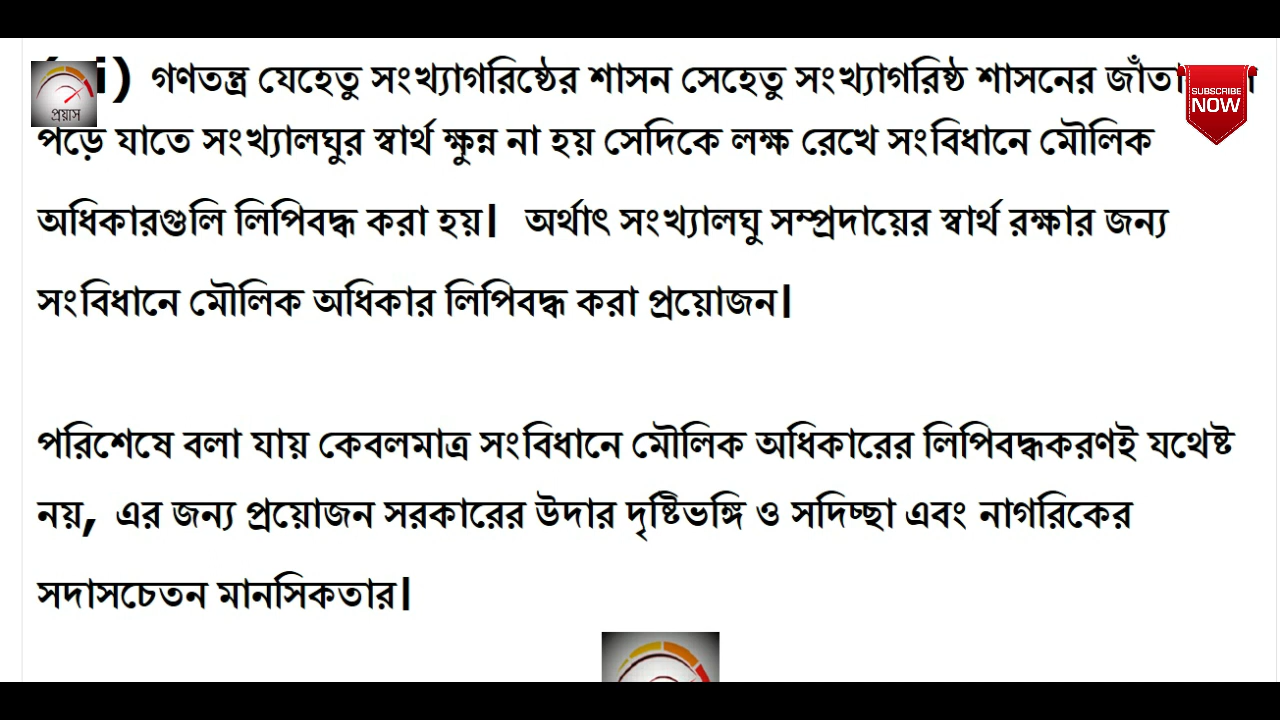 গণতন্ত্র যেহেতু সংখ্যাগরিষ্ঠের শাসন সেহেতু সংখ্যাগরিষ্ঠ শাসনের
SUBSCRIBE
NOW
প্রয়াস
পড়ে যাতে সংখ্যালঘুর স্বার্থ ক্ষুন্ন না হয় সেদিকে লক্ষ রেখে সংবিধানে মৌলিক
অধিকারগুলি লিপিবদ্ধ করা হয়| অর্থাৎ সংখ্যালঘু সম্প্রদায়ের স্বার্থ রক্ষার জন্য
সংবিধানে মৌলিক অধিকার লিপিবদ্ধ করা প্রয়োজন|
পরিশেষে বলা যায় কেবলমাত্র সংবিধানে মৌলিক অধিকারের লিপিবদ্ধকরণই যথেষ্ট
নয়, এর জন্য প্রয়োজন সরকারের উদার দৃষ্টিভঙ্গি ও সদিচ্ছা এবং নাগরিকের
সদাসচেতন মানসিকতার|